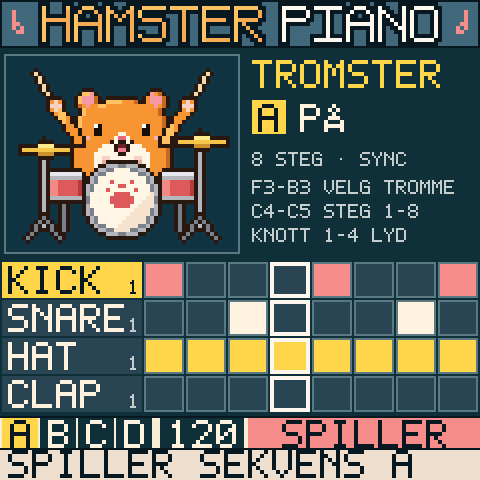 HAMSTER PIANO
TROMSTER
A PÅ
8 STEG · SYNC
F3-B3 VELG TROMME
C4-C5 STEG 1-8
KNOTT 1-4 LYD
KICK 1
SNARE 1
HAT 1
CLAP 1
A B C D 120 SPILLER
SPILLER SEKVENS A